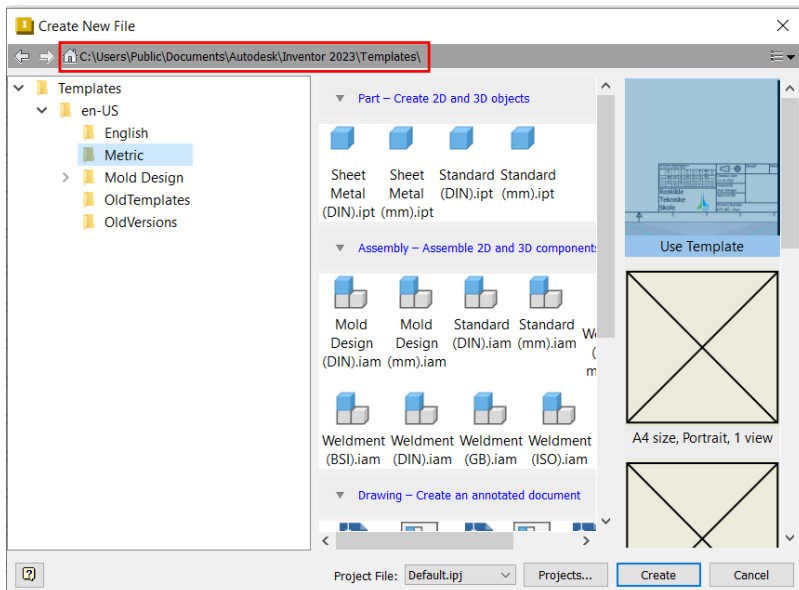 Create New File
C:\Users\Public\Documents\Autodesk\Inventor 2023\Templates\
Templates
en-US
English
Metric
Mold Design
OldTemplates
OldVersions
Part – Create 2D and 3D objects
Sheet Metal (DIN).ipt
Sheet Metal (mm).ipt
Standard (DIN).ipt
Standard (mm).ipt
Assembly – Assemble 2D and 3D components
Mold Design (DIN).iam
Mold Design (mm).iam
Standard (DIN).iam
Standard (mm).iam
Weldment (BSI).iam
Weldment (DIN).iam
Weldment (GB).iam
Weldment (ISO).iam
Drawing – Create an annotated document
Roskilde
Tekniske
Skole
Use Template
A4 size, Portrait, 1 view
Project File:
Default.ipj
Projects...
Create
Cancel